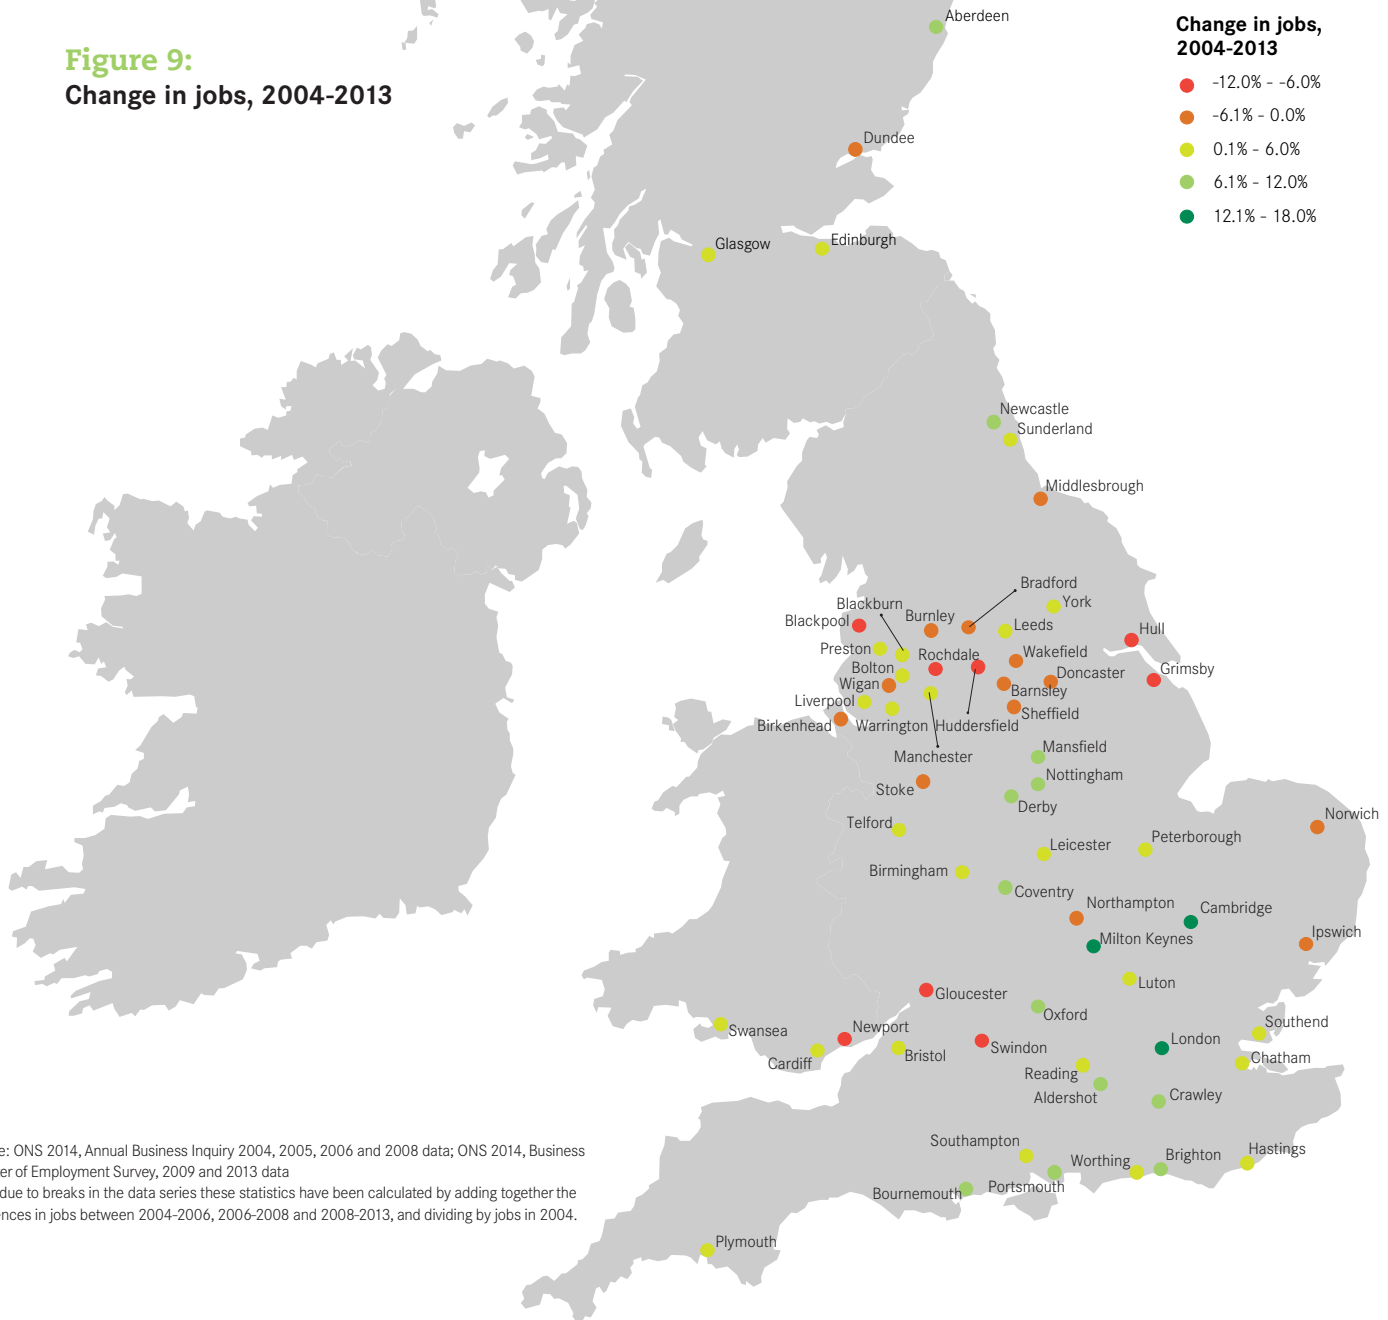 Figure 9:
Change in jobs, 2004-2013
Change in jobs,
2004-2013
-12.0% - -6.0%
-6.1% - 0.0%
0.1% - 6.0%
6.1% - 12.0%
12.1% - 18.0%
Aberdeen
Dundee
Glasgow
Edinburgh
Newcastle
Sunderland
Middlesbrough
Bradford
Blackburn
York
Blackpool
Burnley
Leeds
Hull
Preston
Rochdale
Wakefield
Bolton
Doncaster
Grimsby
Wigan
Barnsley
Liverpool
Sheffield
Birkenhead
Warrington
Huddersfield
Manchester
Mansfield
Nottingham
Stoke
Derby
Norwich
Telford
Peterborough
Leicester
Birmingham
Coventry
Northampton
Cambridge
Ipswich
Milton Keynes
Luton
Gloucester
Oxford
Southend
Swansea
Newport
London
Swindon
Bristol
Chatham
Cardiff
Reading
Aldershot
Crawley
Southampton
Hastings
Brighton
Worthing
Portsmouth
Bournemouth
Plymouth
e: ONS 2014, Annual Business Inquiry 2004, 2005, 2006 and 2008 data; ONS 2014, Business
er of Employment Survey, 2009 and 2013 data
due to breaks in the data series these statistics have been calculated by adding together the
ences in jobs between 2004-2006, 2006-2008 and 2008-2013, and dividing by jobs in 2004.